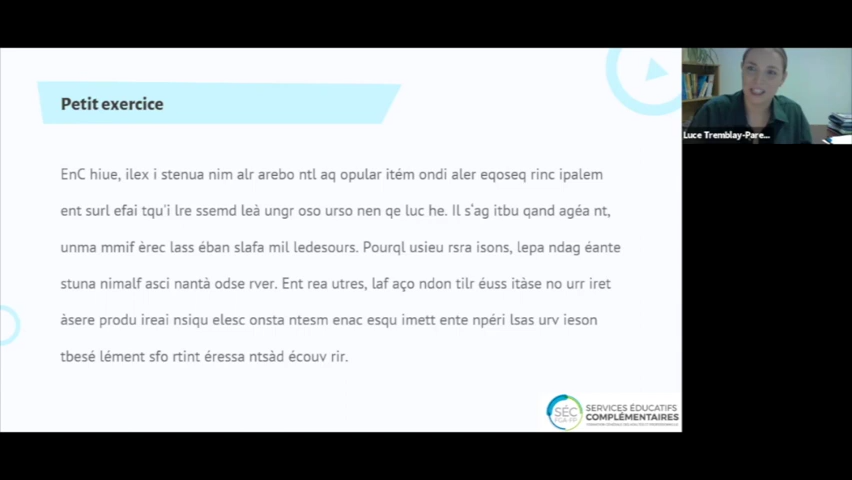 Petit exercice
EnC hiue, ilex i stenua nim alr arebo ntl aq opular itém ondi aler eqoseq rinc ipalem
ent surl efai tqu'i lre ssemd leà ungr oso urso nen qe luc he. Il s'ag itbu qand agéa nt,
unma mmif èrec lass éban slafa mil ledesours. Pourql usieu rsra isons, lepa ndag éante
stuna nimalf asci nantà odse rver. Ent rea utres, laf aço ndon tilr éuss itàse no urr iret
àsere produ ireai nsiqu elesc onsta ntesm enac esqu imett ente npéri lsas urv ieson
tbesé lément sfo rtint éressa ntsàd écouv rir.
Luce Tremblay-Pare...
SÉC
FGA-FP
SERVICES ÉDUCATIFS
COMPLÉMENTAIRES